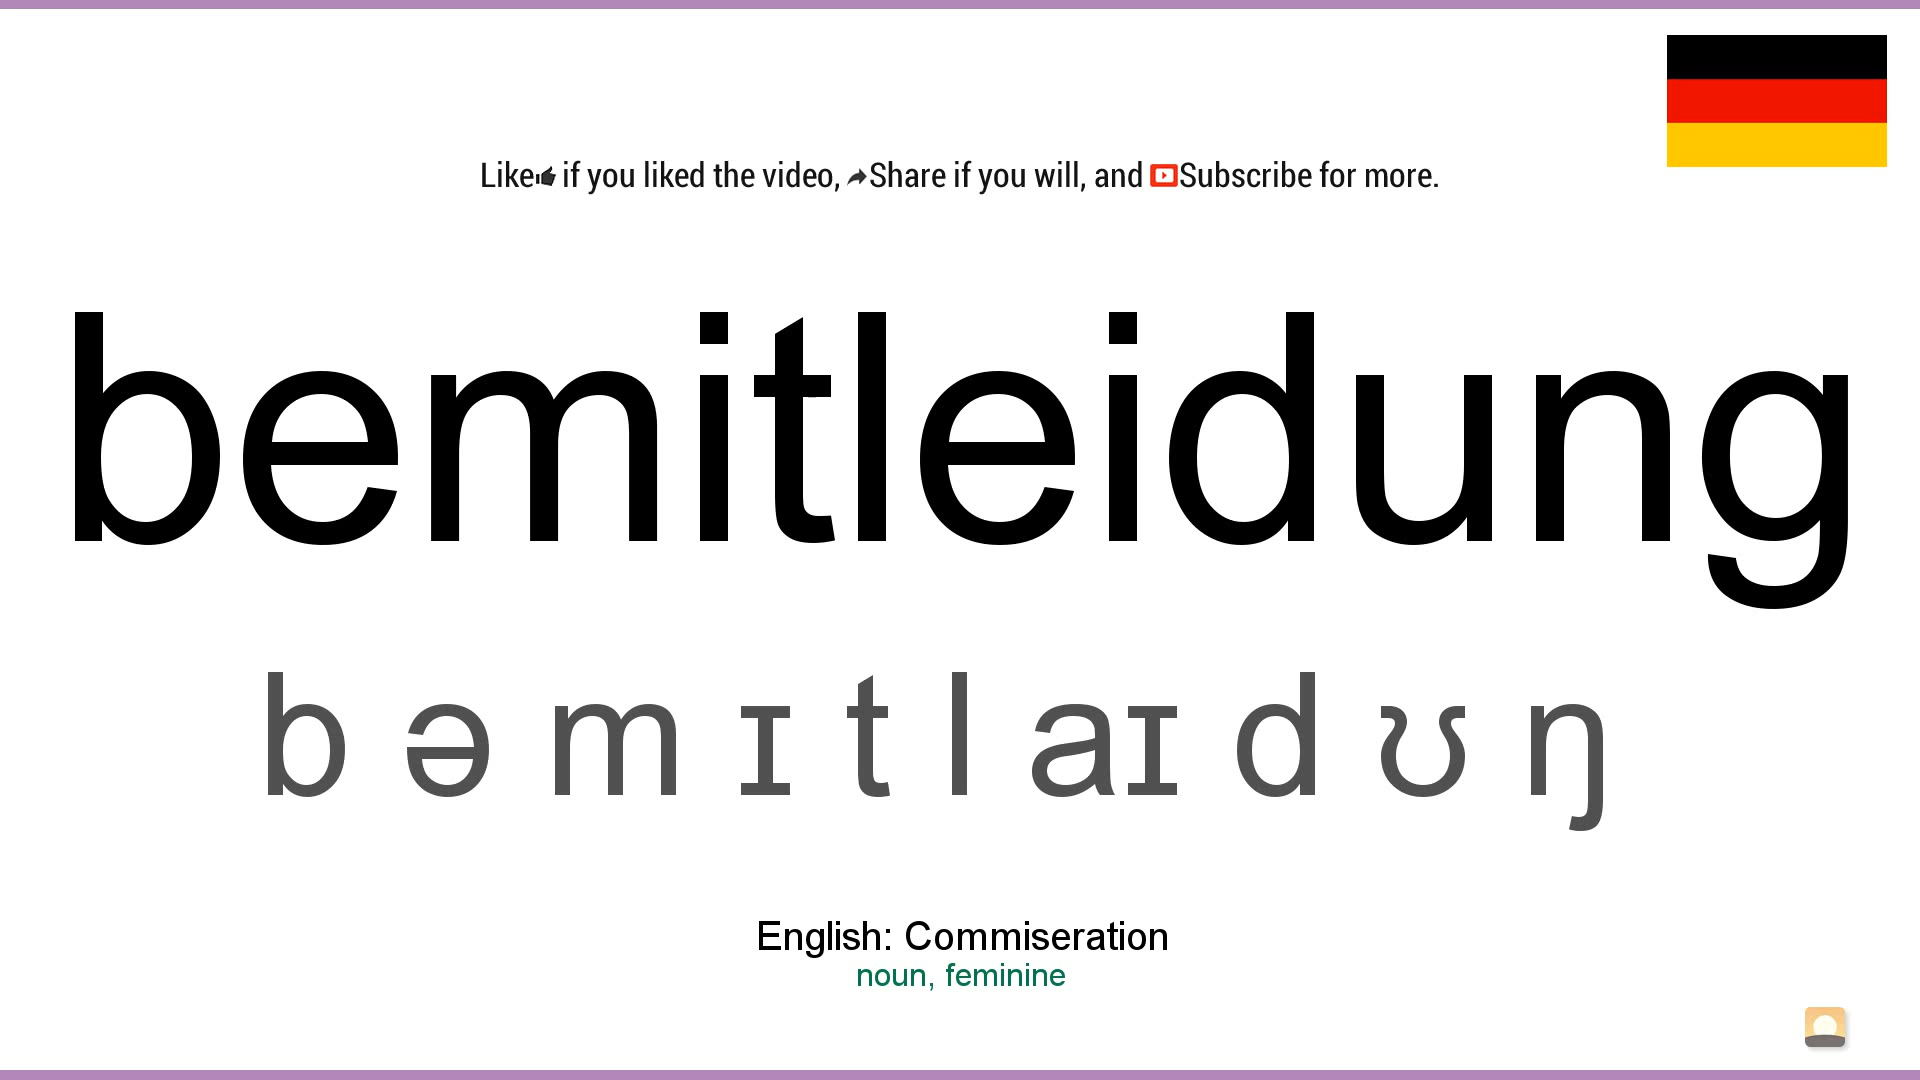 Like if you liked the video, Share if you will, and Subscribe for more.
bemitleidung
b ə m ɪ t l aɪ d ʊ ŋ
English: Commiseration
noun, feminine